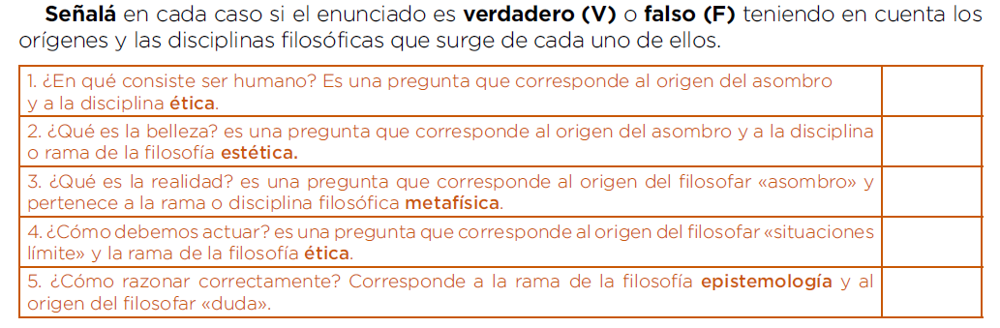 Señalá en cada caso si el enunciado es verdadero (V) o falso (F) teniendo en cuenta los
orígenes y las disciplinas filosóficas que surge de cada uno de ellos.
1. ¿En qué consiste ser humano? Es una pregunta que corresponde al origen del asombro
y a la disciplina ética.
2. ¿Qué es la belleza? es una pregunta que corresponde al origen del asombro y a la disciplina
o rama de la filosofía estética.
3. ¿Qué es la realidad? es una pregunta que corresponde al origen del filosofar «asombro» y
pertenece a la rama o disciplina filosófica metafísica.
4. ¿Cómo debemos actuar? es una pregunta que corresponde al origen del filosofar «situaciones
límite» y la rama de la filosofía ética.
5. ¿Cómo razonar correctamente? Corresponde a la rama de la filosofía epistemología y al
origen del filosofar «duda».